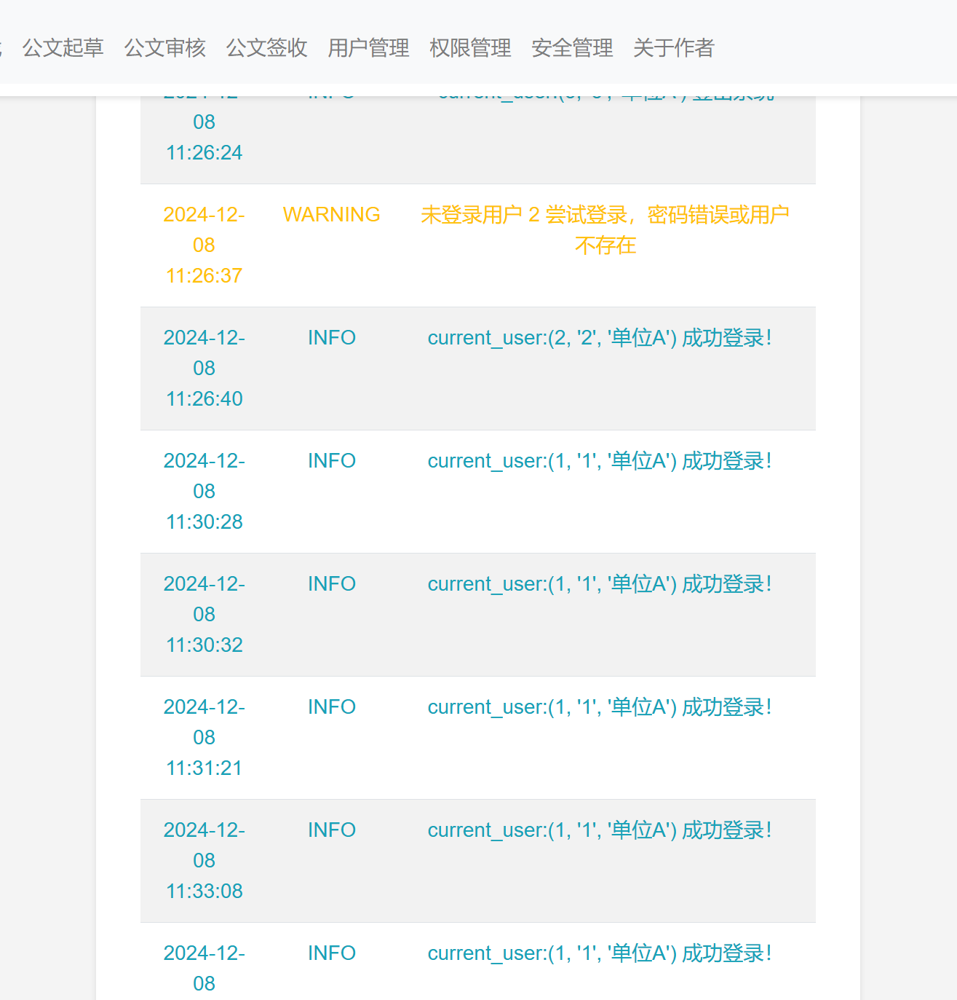 公文起草 公文审核 公文签收 用户管理 权限管理 安全管理 关于作者
08
11:26:24
2024-12- WARNING 未登录用户 2 尝试登录，密码错误或用户
08 不存在
11:26:37
2024-12- INFO current_user:(2, '2', '单位A') 成功登录！
08
11:26:40
2024-12- INFO current_user:(1, '1', '单位A') 成功登录！
08
11:30:28
2024-12- INFO current_user:(1, '1', '单位A') 成功登录！
08
11:30:32
2024-12- INFO current_user:(1, '1', '单位A') 成功登录！
08
11:31:21
2024-12- INFO current_user:(1, '1', '单位A') 成功登录！
08
11:33:08
2024-12- INFO current_user:(1, '1', '单位A') 成功登录！
08